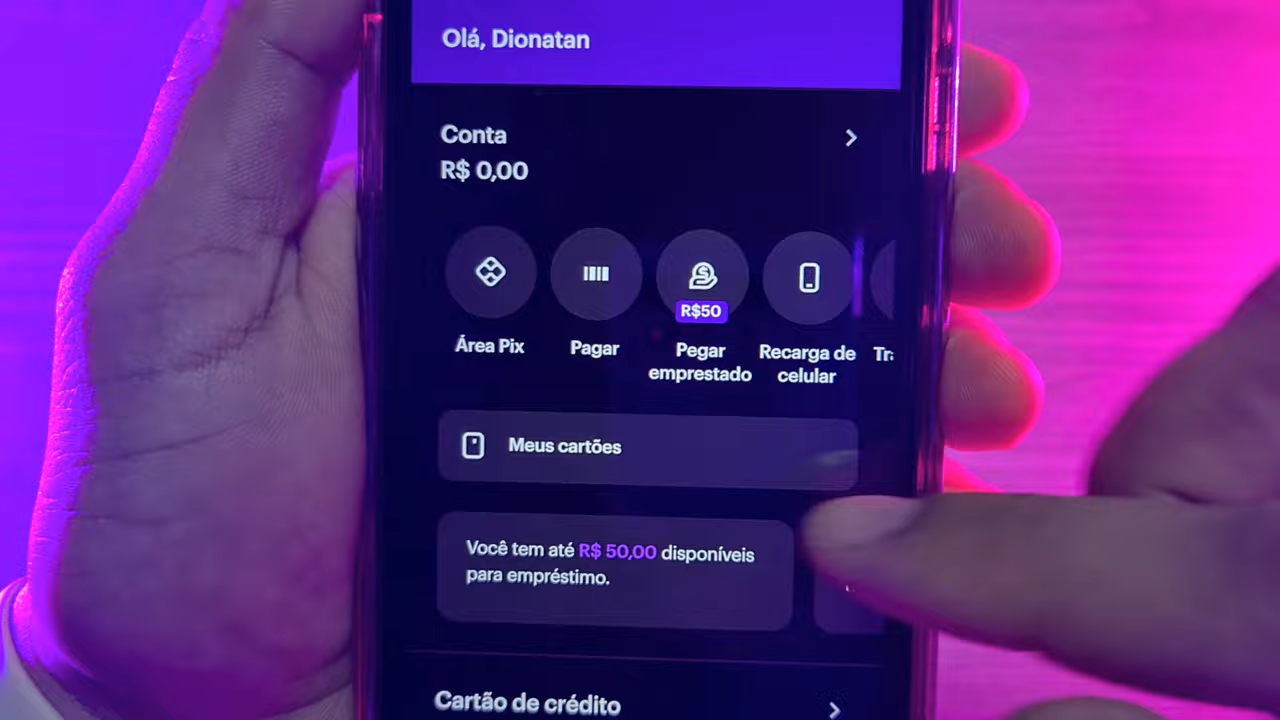 Olá, Dionatan
Conta
R$ 0,00
R$50
Área Pix
Pagar
Pegar
emprestado
Recarga de
celular
Meus cartões
Você tem até R$ 50,00 disponíveis
para empréstimo.
Cartão de crédito